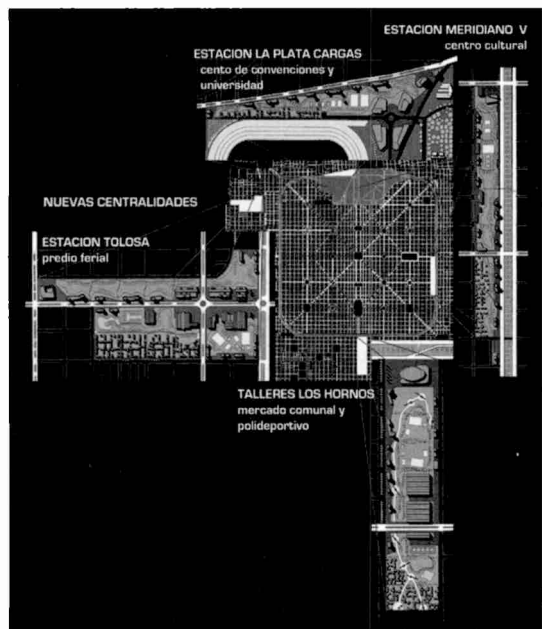 ESTACION MERIDIANO V
centro cultural
ESTACION LA PLATA CARGAS
cento de convenciones y
universidad
NUEVAS CENTRALIDADES
ESTACION TOLOSA
predio ferial
TALLERES LOS HORNOS
mercado comunal y
polideportivo